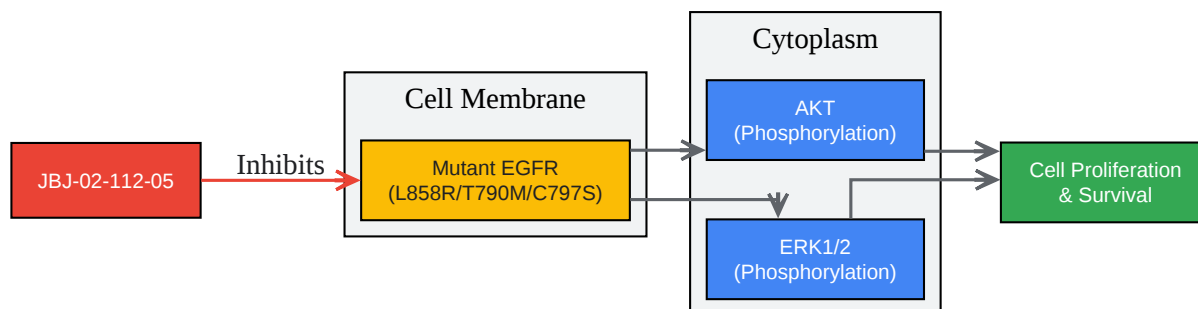 JBJ-02-112-05
Inhibits
Cell Membrane
Mutant EGFR
(L858R/T790M/C797S)
Cytoplasm
AKT
(Phosphorylation)
ERK1/2
(Phosphorylation)
Cell Proliferation
& Survival